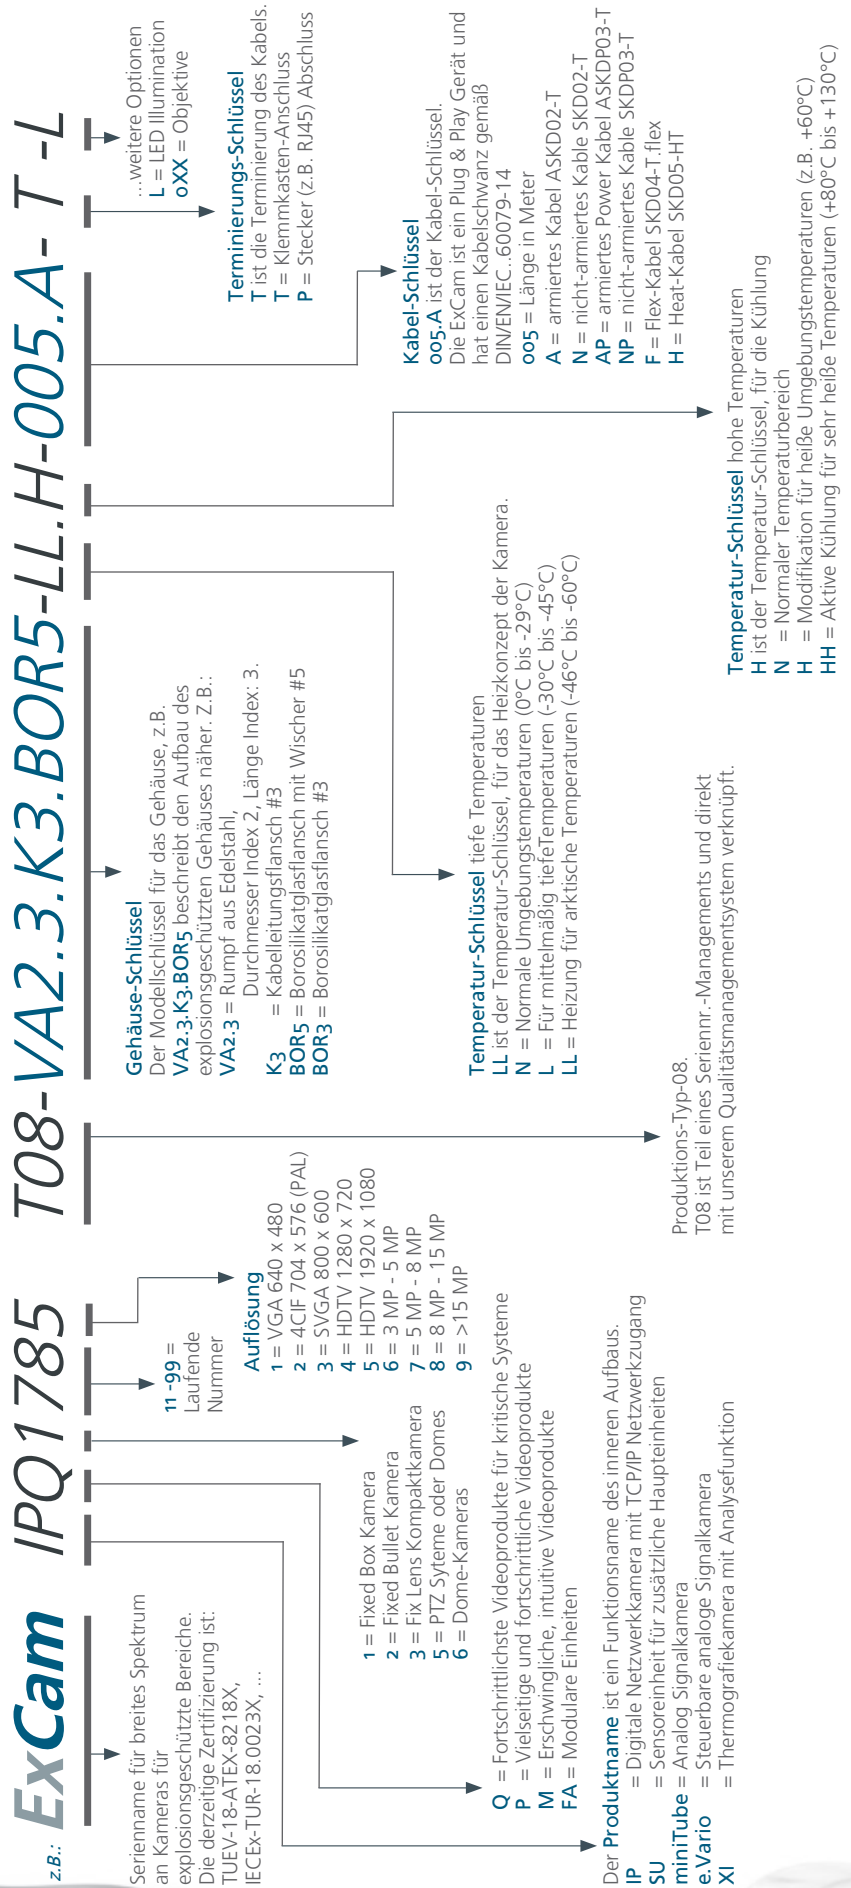 z.B.: ExCam IPQ1785 T08-VA2.3.K3.BOR5-LL.H-005.A- T -L
Serienname für breites Spektrum
an Kameras für
explosionsgeschützte Bereiche.
Die derzeitige Zertifizierung ist:
TUEV-18-ATEX-8218X,
IECEx-TUR-18.0023X, ...
Der Produktname ist ein Funktionsname des inneren Aufbaus.
IP = Digitale Netzwerkkamera mit TCP/IP Netzwerkzugang
SU = Sensoreinheit für zusätzliche Haupteinheiten
miniTube = Analog Signalkamera
e.Vario = Steuerbare analoge Signalkamera
XI = Thermografiekamera mit Analysefunktion
Q = Fortschrittlichste Videoprodukte für kritische Systeme
P = Vielseitige und fortschrittliche Videoprodukte
M = Erschwingliche, intuitive Videoprodukte
FA = Modulare Einheiten
1 = Fixed Box Kamera
2 = Fixed Bullet Kamera
3 = Fix Lens Kompaktkamera
5 = PTZ Syteme oder Domes
6 = Dome-Kameras
11 -99 =
Laufende
Nummer
Auflösung
1 = VGA 640 x 480
2 = 4CIF 704 x 576 (PAL)
3 = SVGA 800 x 600
4 = HDTV 1280 x 720
5 = HDTV 1920 x 1080
6 = 3 MP - 5 MP
7 = 5 MP - 8 MP
8 = 8 MP - 15 MP
9 = >15 MP
Produktions-Typ-08.
T08 ist Teil eines Seriennr.-Managements und direkt
mit unserem Qualitätsmanagementsystem verknüpft.
Gehäuse-Schlüssel
Der Modellschlüssel für das Gehäuse, z.B.
VA2.3.K3.BOR5 beschreibt den Aufbau des
explosionsgeschützten Gehäuses näher. Z.B.:
VA2.3 = Rumpf aus Edelstahl,
Durchmesser Index 2, Länge Index: 3.
K3 = Kabelleitungsflansch #3
BOR5 = Borosilikatglasflansch mit Wischer #5
BOR3 = Borosilikatglasflansch #3
Temperatur-Schlüssel tiefe Temperaturen
LL ist der Temperatur-Schlüssel, für das Heizkonzept der Kamera.
N = Normale Umgebungstemperaturen (0°C bis -29°C)
L = Für mittelmäßig tiefeTemperaturen (-30°C bis -45°C)
LL = Heizung für arktische Temperaturen (-46°C bis -60°C)
Temperatur-Schlüssel hohe Temperaturen
H ist der Temperatur-Schlüssel, für die Kühlung
N = Normaler Temperaturbereich
H = Modifikation für heiße Umgebungstemperaturen (z.B. +60°C)
HH = Aktive Kühlung für sehr heiße Temperaturen (+80°C bis +130°C)
Kabel-Schlüssel
005.A ist der Kabel-Schlüssel.
Die ExCam ist ein Plug & Play Gerät und
hat einen Kabelschwanz gemäß
DIN/EN/IEC..60079-14
005 = Länge in Meter
A = armiertes Kabel ASKD02-T
N = nicht-armiertes Kable SKD02-T
AP = armiertes Power Kabel ASKDP03-T
NP = nicht-armiertes Kable SKDP03-T
F = Flex-Kabel SKD04-T.flex
H = Heat-Kabel SKD05-HT
Terminierungs-Schlüssel
T ist die Terminierung des Kabels.
T = Klemmkasten-Anschluss
P = Stecker (z.B. RJ45) Abschluss
...weitere Optionen
L = LED Illumination
oXX = Objektive